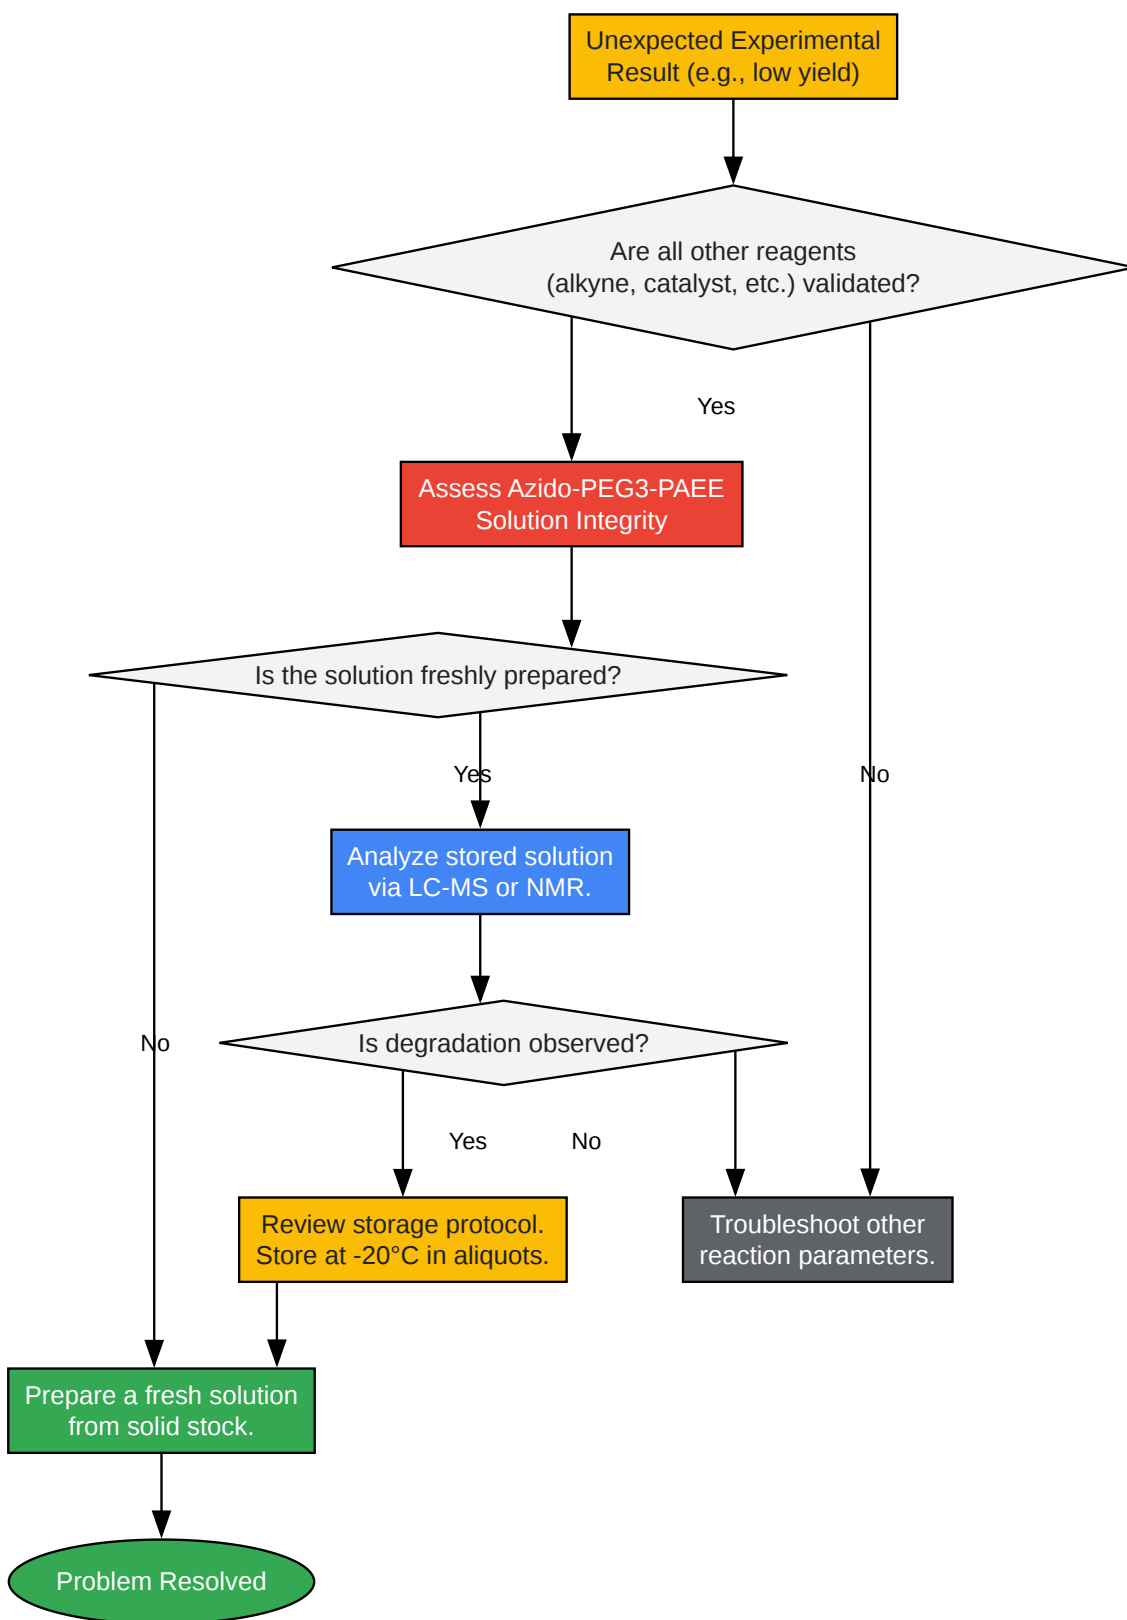 Unexpected Experimental
Result (e.g., low yield)
Are all other reagents
(alkyne, catalyst, etc.) validated?
Yes
Assess Azido-PEG3-PAEE
Solution Integrity
Is the solution freshly prepared?
Yes
No
Analyze stored solution
via LC-MS or NMR.
No
Is degradation observed?
Yes
No
Review storage protocol.
Store at -20°C in aliquots.
Troubleshoot other
reaction parameters.
Prepare a fresh solution
from solid stock.
Problem Resolved